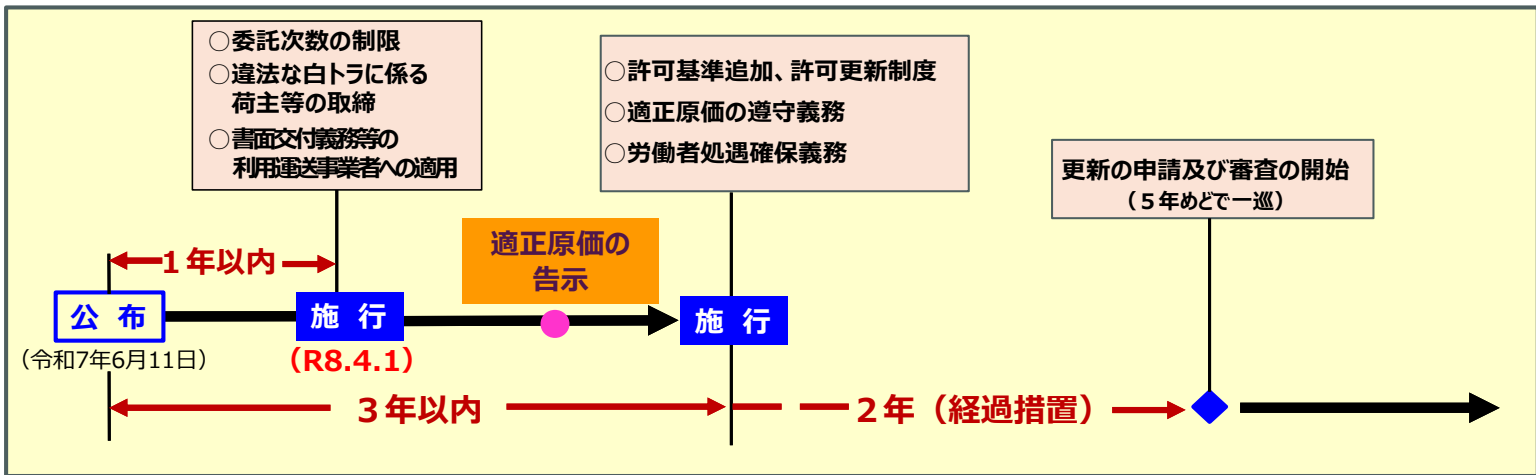 ○委託次数の制限
○違法な白トラに係る
荷主等の取締
○書面交付義務等の
利用運送事業者への適用
○許可基準追加、許可更新制度
○適正原価の遵守義務
○労働者処遇確保義務
更新の申請及び審査の開始
（５年めどで一巡）
適正原価の
告示
１年以内
公 布
施 行
施 行
（令和7年6月11日）
（R8.4.1）
３年以内
２年（経過措置）